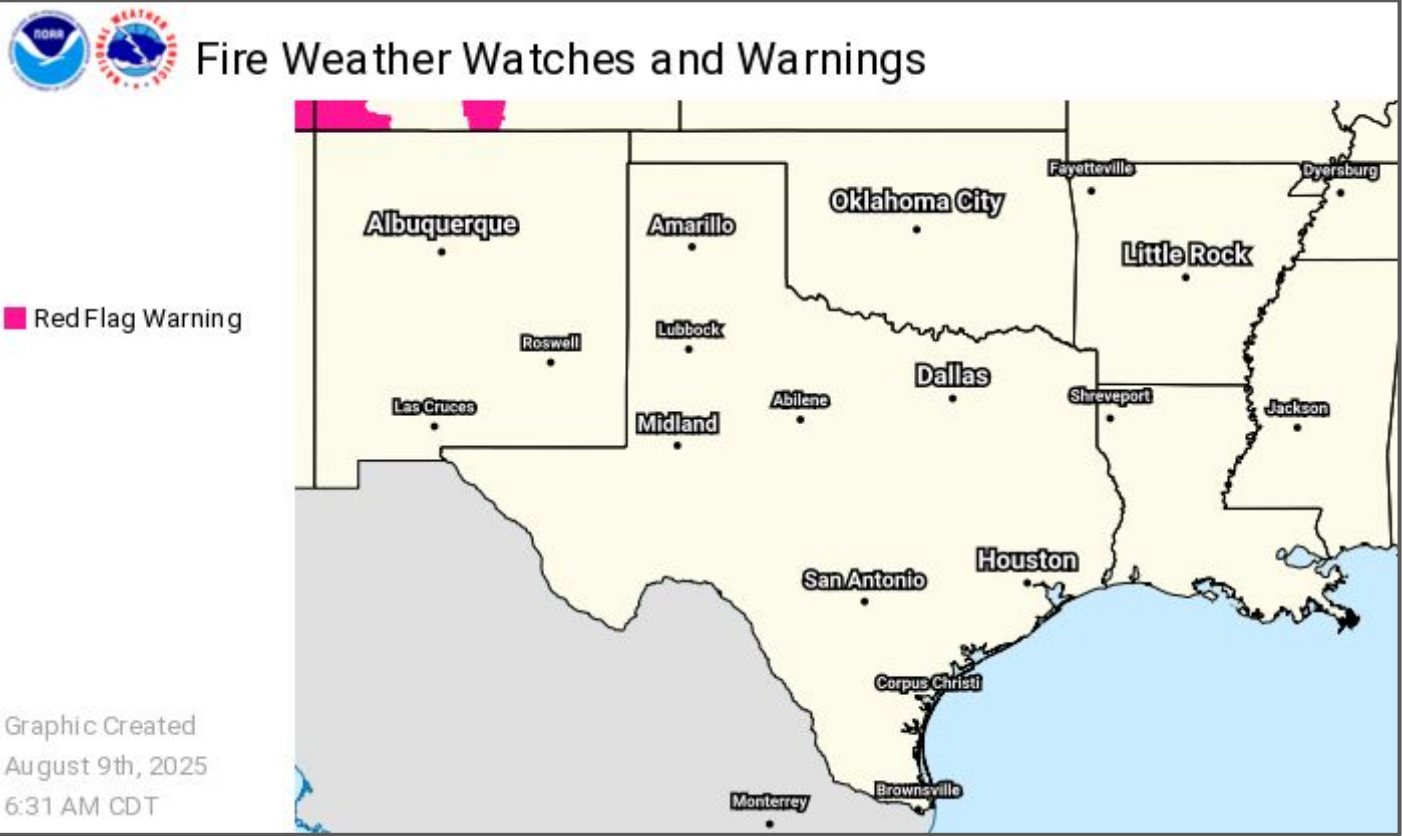 NOAA
NATIONAL WEATHER SERVICE
Fire Weather Watches and Warnings
Fayetteville
Dyersburg
Oklahoma City
Albuquerque
Amarillo
Little Rock
Red Flag Warning
Lubbock
Roswell
Dallas
Shreveport
Abilene
Las Cruces
Jackson
Midland
Houston
San Antonio
Corpus Christi
Graphic Created
August 9th, 2025
6:31 AM CDT
Brownsville
Monterrey